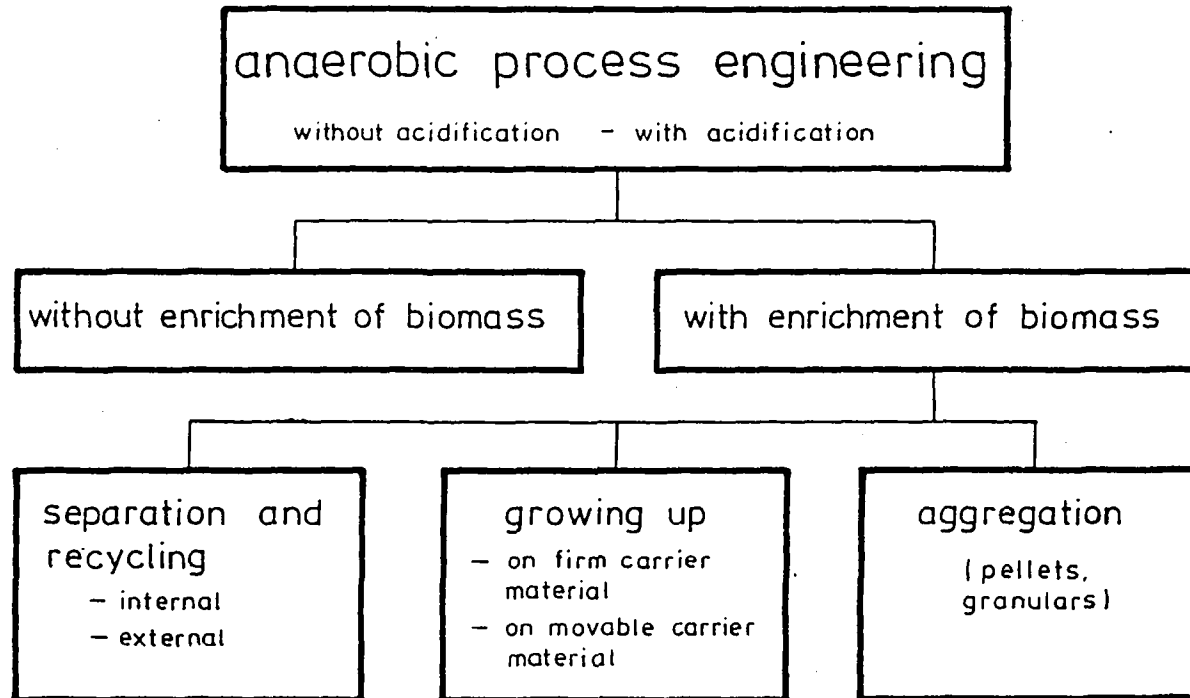 anaerobic process engineering
without acidification - with acidification
without enrichment of biomass
with enrichment of biomass
separation and
recycling
- internal
- external
growing up
- on firm carrier
material
- on movable carrier
material
aggregation
(pellets,
granulars)